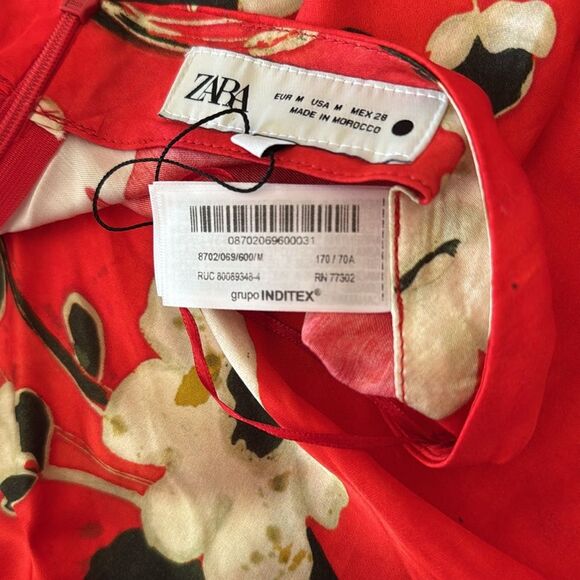 ZARA
EUR M USA M MEX 28
MADE IN MOROCCO
08702069600031
8702/069/600/M 170 / 70A
RUC 80089348-4 RN 77302
grupo INDITEX®